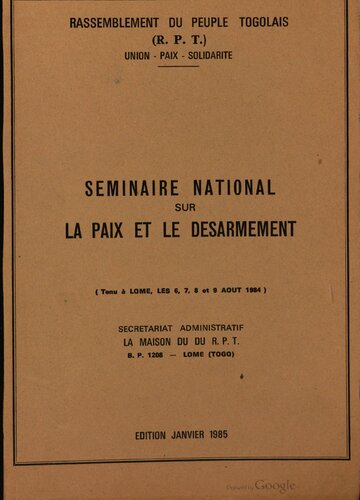 RASSEMBLEMENT DU PEUPLE TOGOLAIS
(R. P. T.)
UNION - PAIX - SOLIDARITE
SEMINAIRE NATIONAL
SUR
LA PAIX ET LE DESARMEMENT
( Tenu à LOME, LES 6, 7, 8 et 9 AOUT 1984 )
SECRETARIAT ADMINISTRATIF
LA MAISON DU DU R. P. T.
B. P. 1208 — LOME (TOGO)
EDITION JANVIER 1985
Digitized by Google